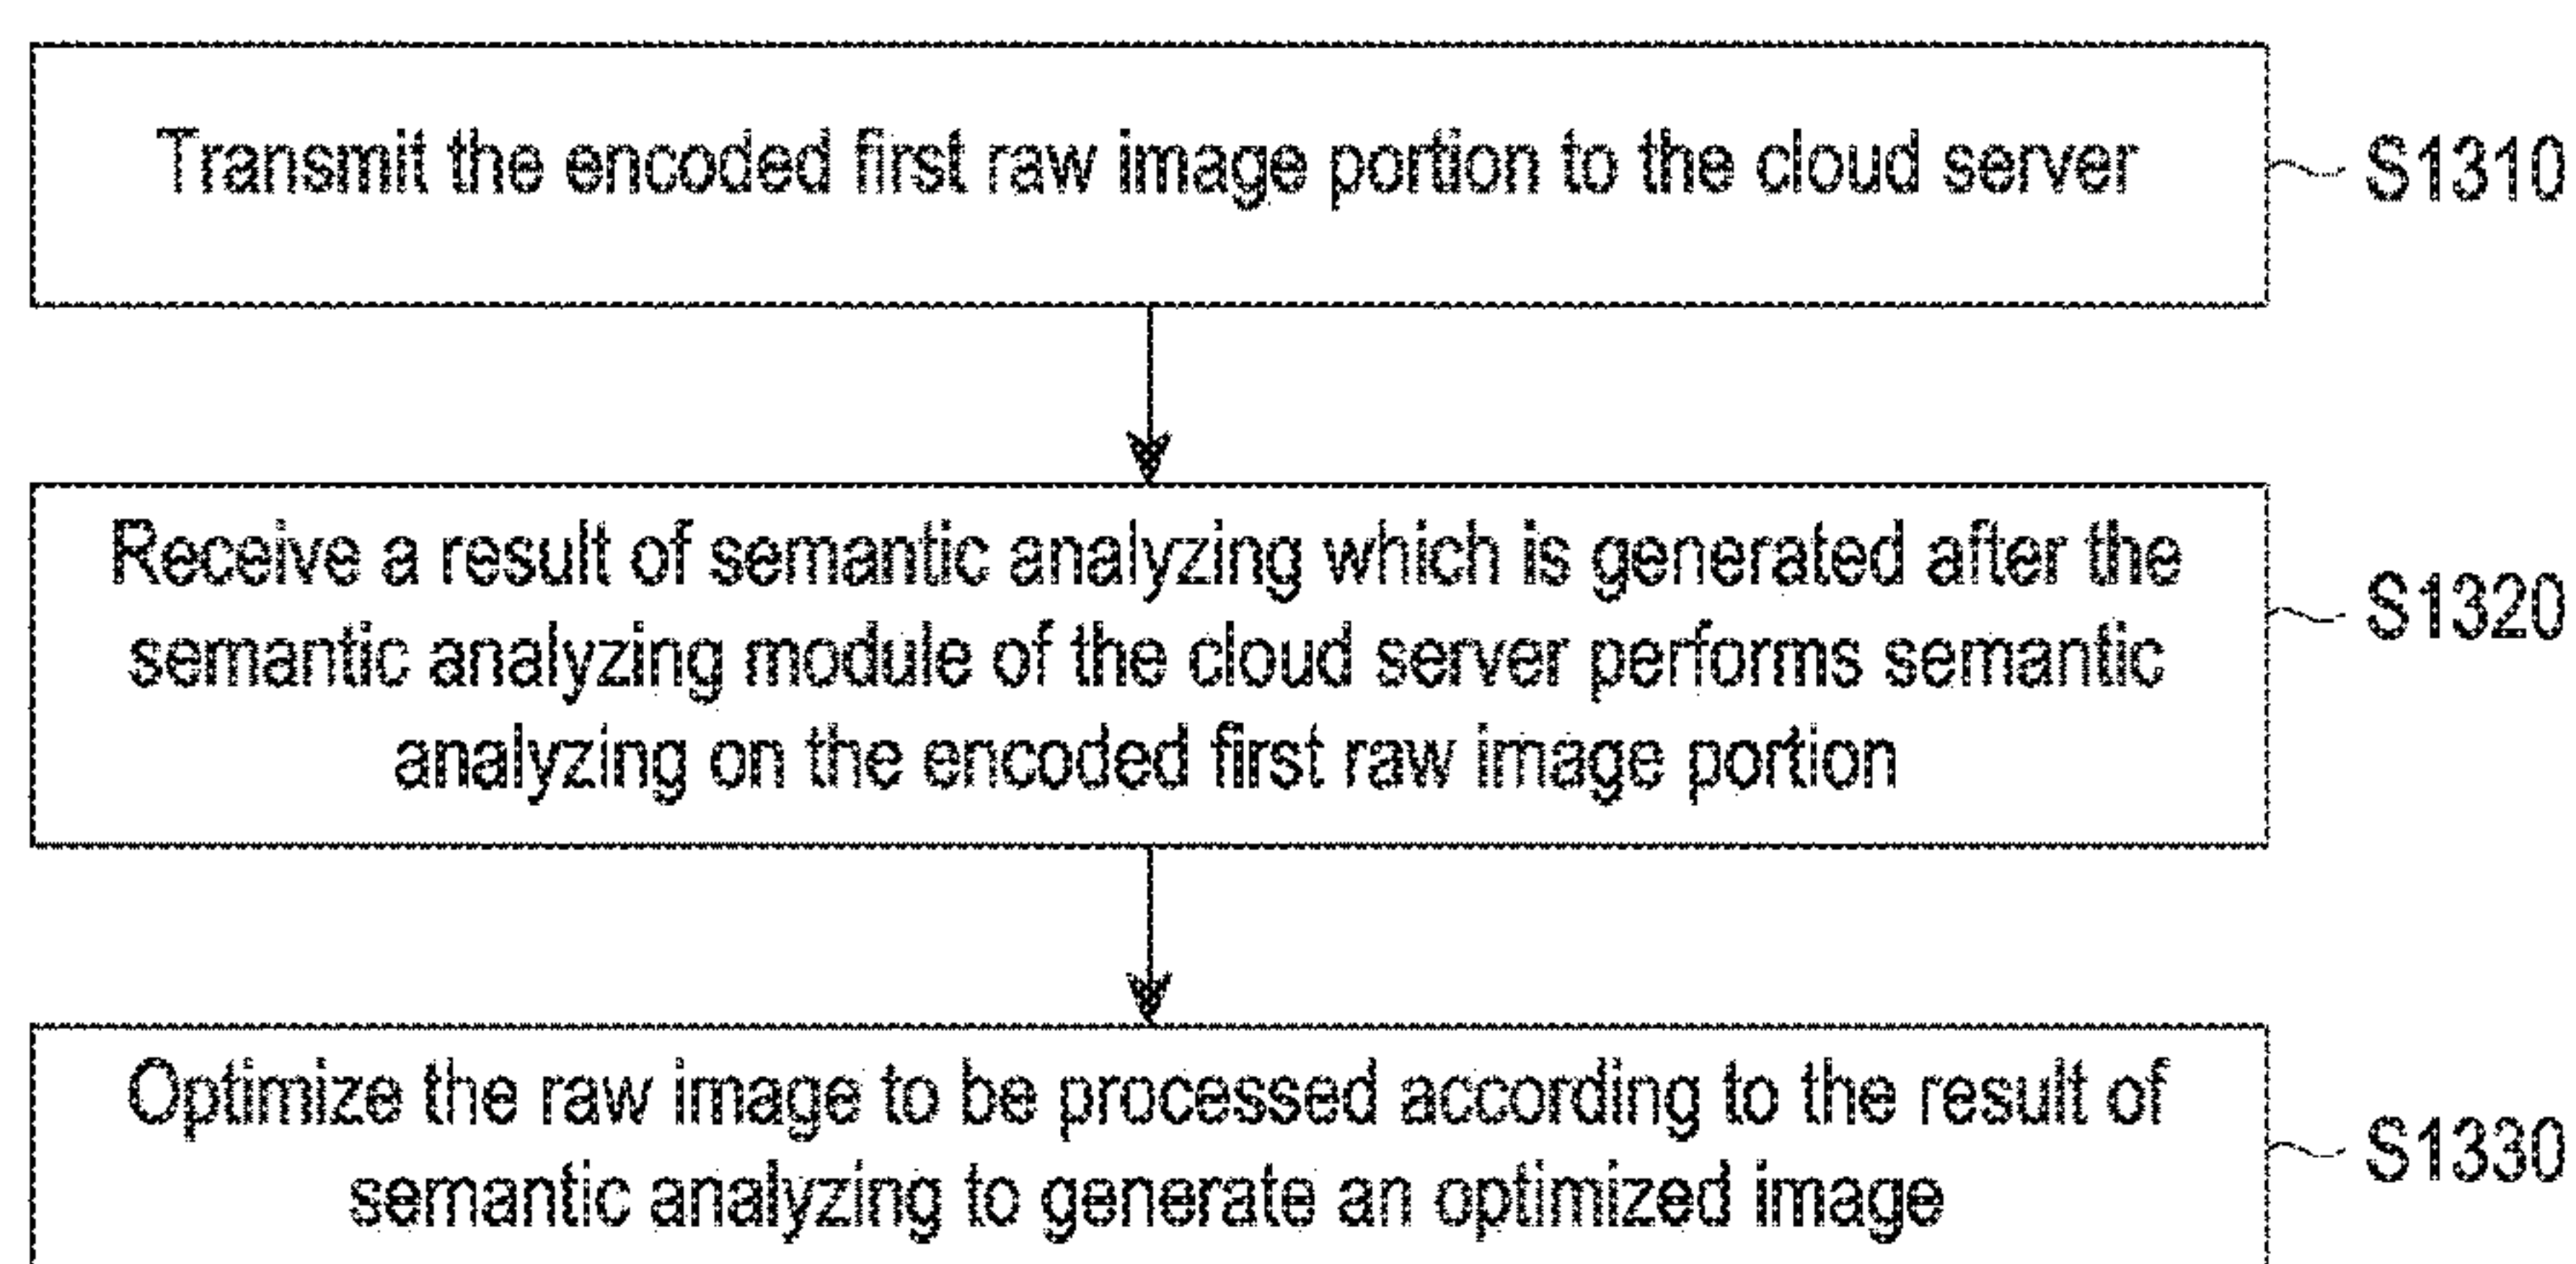 Transmit the encoded first raw image portion to the cloud server
S1310
Receive a result of semantic analyzing which is generated after the
semantic analyzing module of the cloud server performs semantic
analyzing on the encoded first raw image portion
S1320
Optimize the raw image to be processed according to the result of
semantic analyzing to generate an optimized image
S1330